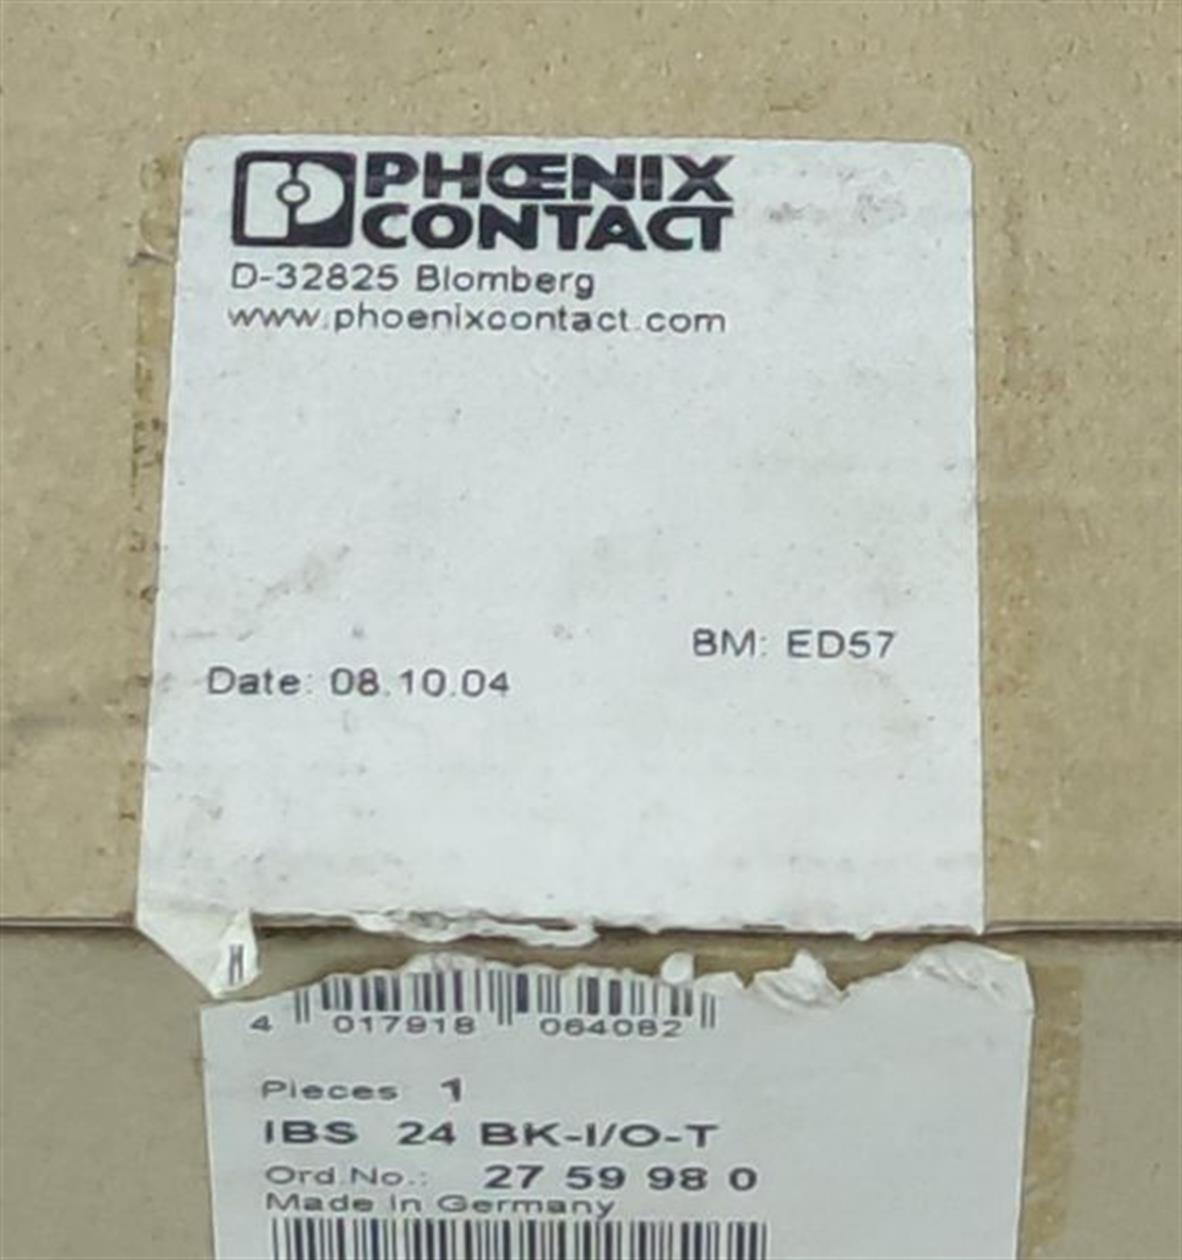 PHŒNIX
CONTACT
D-32825 Blomberg
www.phoenixcontact.com
BM: ED57
Date: 08.10.04
4 017918 064082
Pieces: 1
IBS 24 BK-I/O-T
Ord.No.: 27 59 98 0
Made in Germany